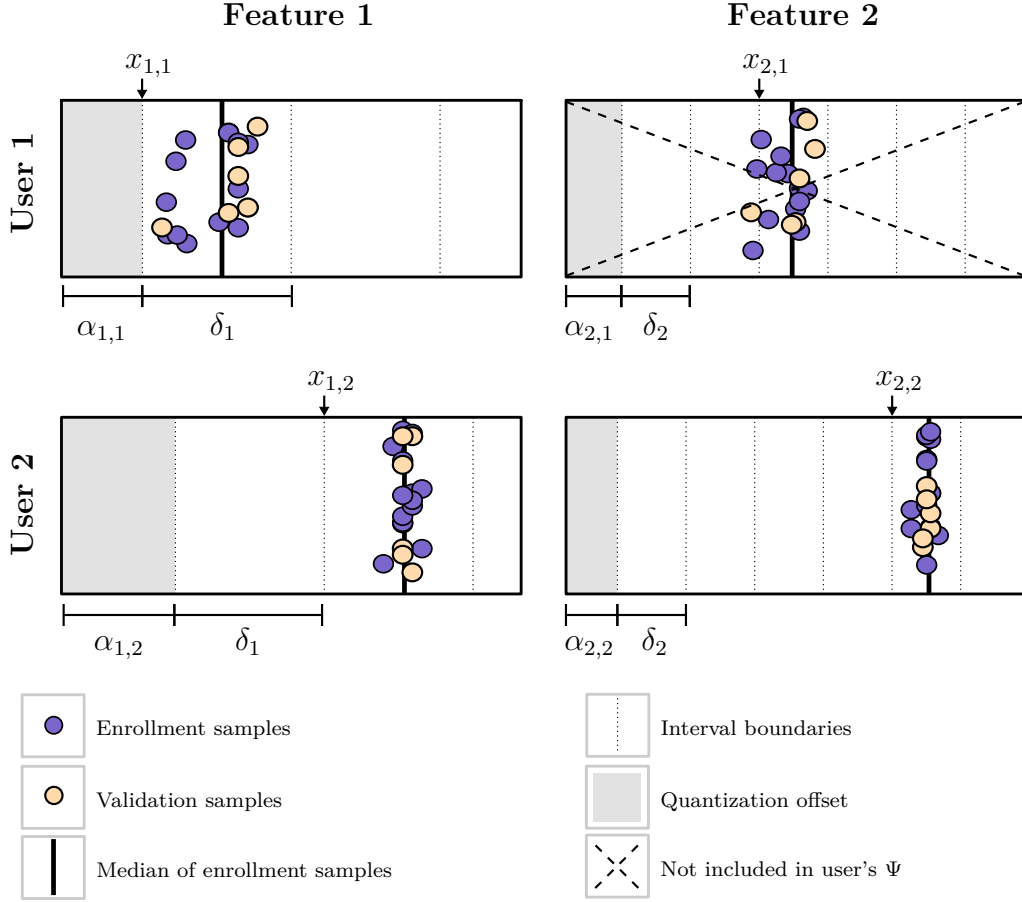 Feature 1
Feature 2
User 1
x1,1
x2,1
α1,1
δ1
α2,1
δ2
User 2
x1,2
x2,2
α1,2
δ1
α2,2
δ2
Enrollment samples
Interval boundaries
Validation samples
Quantization offset
Median of enrollment samples
Not included in user's Ψ